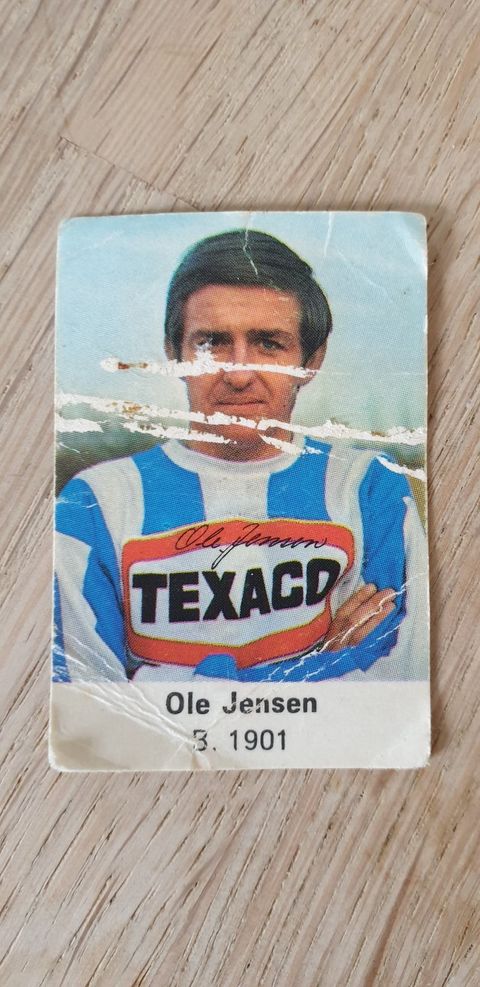 Ole Jensen
TEXACO
Ole Jensen
B. 1901